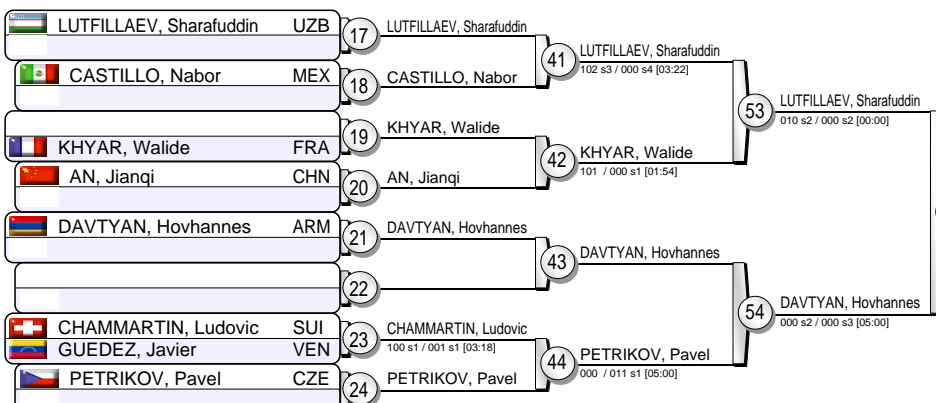 LUTFILLAEV, Sharafuddin UZB
17
LUTFILLAEV, Sharafuddin
41
LUTFILLAEV, Sharafuddin
102 s3 / 000 s4 [03:22]
CASTILLO, Nabor MEX
18
CASTILLO, Nabor
53
LUTFILLAEV, Sharafuddin
010 s2 / 000 s2 [00:00]
19
KHYAR, Walide
KHYAR, Walide FRA
42
KHYAR, Walide
101 / 000 s1 [01:54]
AN, Jianqi CHN
20
AN, Jianqi
DAVTYAN, Hovhannes ARM
21
DAVTYAN, Hovhannes
43
DAVTYAN, Hovhannes
22
54
DAVTYAN, Hovhannes
000 s2 / 000 s3 [05:00]
CHAMMARTIN, Ludovic SUI
GUEDEZ, Javier VEN
23
CHAMMARTIN, Ludovic
100 s1 / 001 s1 [03:18]
44
PETRIKOV, Pavel
000 / 011 s1 [05:00]
PETRIKOV, Pavel CZE
24
PETRIKOV, Pavel